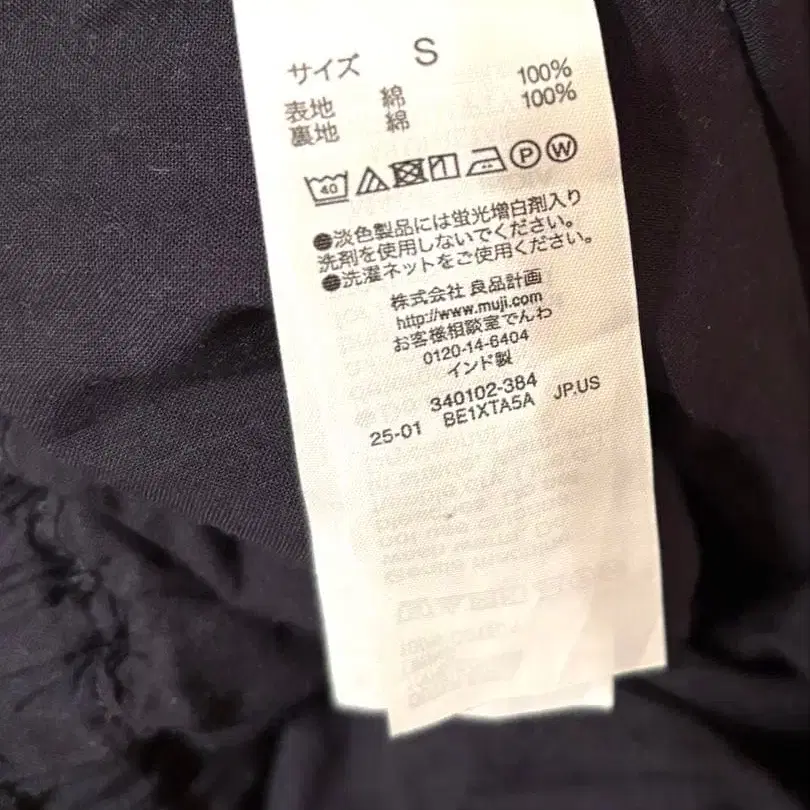 サイズ S
表地 綿 100%
裏地 綿 100%
40 P W
●淡色製品には蛍光増白剤入り
洗剤を使用しないでください。
●洗濯ネットをご使用ください。
株式会社 良品計画
http://www.muji.com
お客様相談室でんわ
0120-14-6404
インド製
340102-384
25-01 BE1XTA5A JP.US